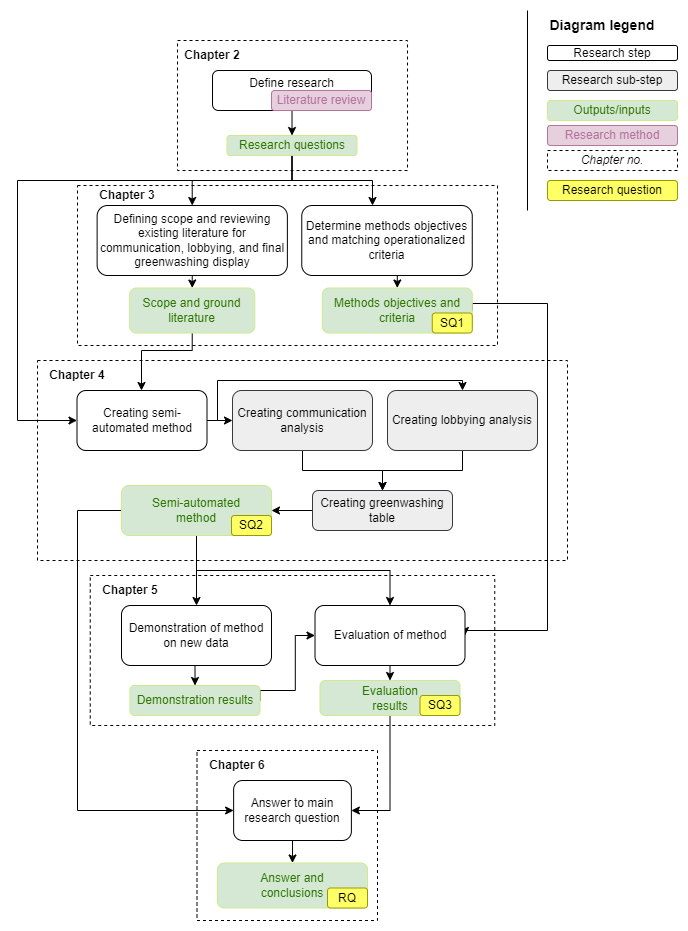 Diagram legend
Research step
Research sub-step
Outputs/inputs
Research method
Chapter no.
Research question
Chapter 2
Define research
Literature review
Research questions
Chapter 3
Defining scope and reviewing
existing literature for
communication, lobbying, and final
greenwashing display
Determine methods objectives
and matching operationalized
criteria
Scope and ground
literature
Methods objectives and
criteria
SQ1
Chapter 4
Creating semi-
automated method
Creating communication
analysis
Creating lobbying analysis
Semi-automated
method
SQ2
Creating greenwashing
table
Chapter 5
Demonstration of method
on new data
Evaluation of method
Demonstration results
Evaluation
results
SQ3
Chapter 6
Answer to main
research question
Answer and
conclusions
RQ